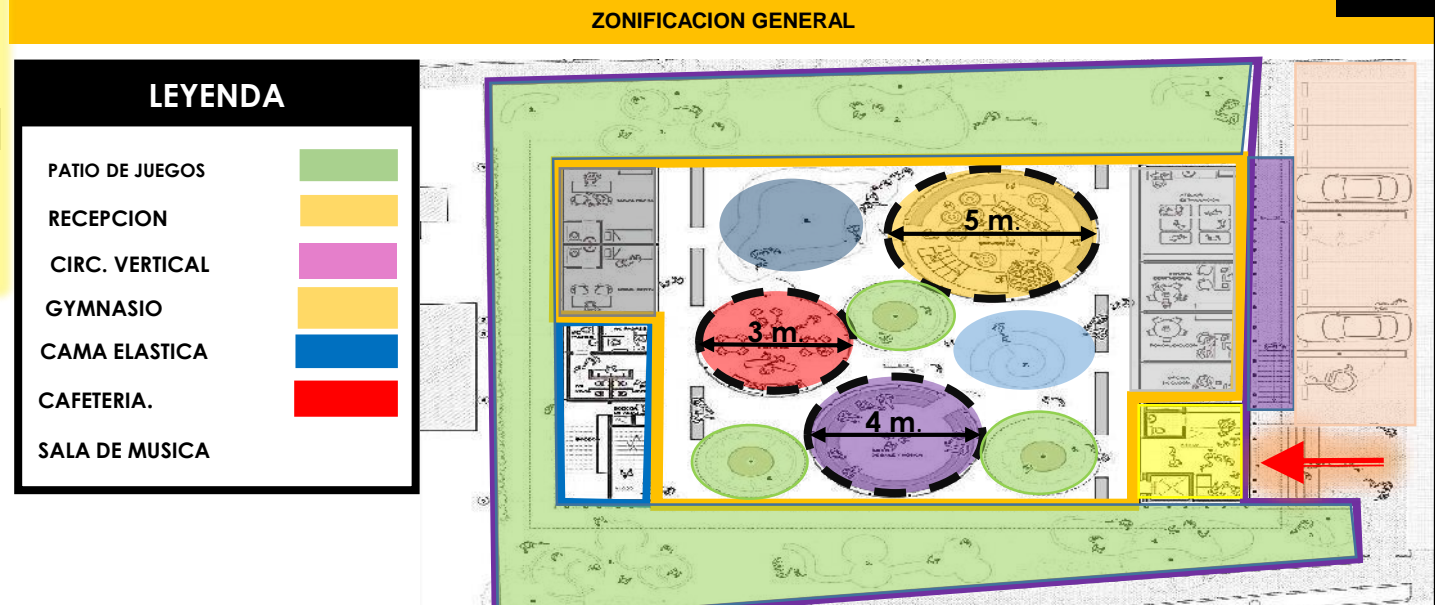 ZONIFICACION GENERAL
LEYENDA
PATIO DE JUEGOS
RECEPCION
CIRC. VERTICAL
GYMNASIO
CAMA ELASTICA
CAFETERIA.
SALA DE MUSICA
5 m.
3 m.
4 m.